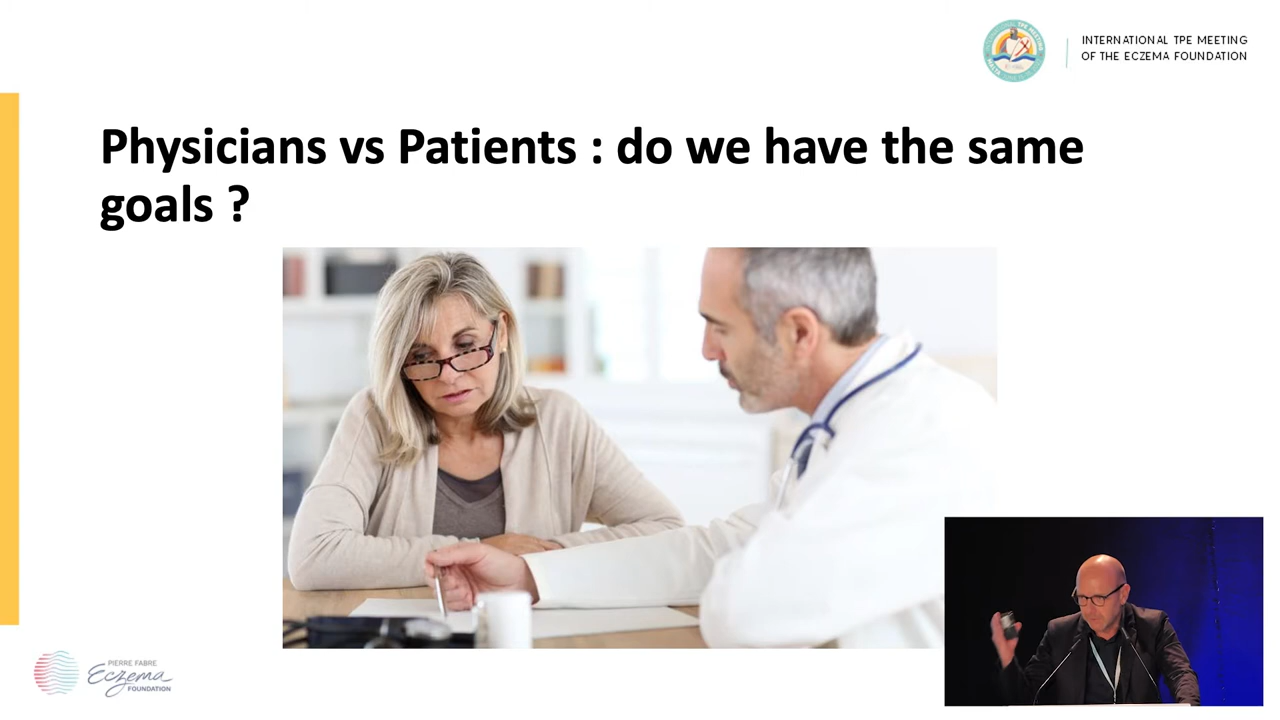 INTERNATIONAL TPE MEETING
OF THE ECZEMA FOUNDATION
Physicians vs Patients : do we have the same
goals ?
PIERRE FABRE
Eczema
FOUNDATION